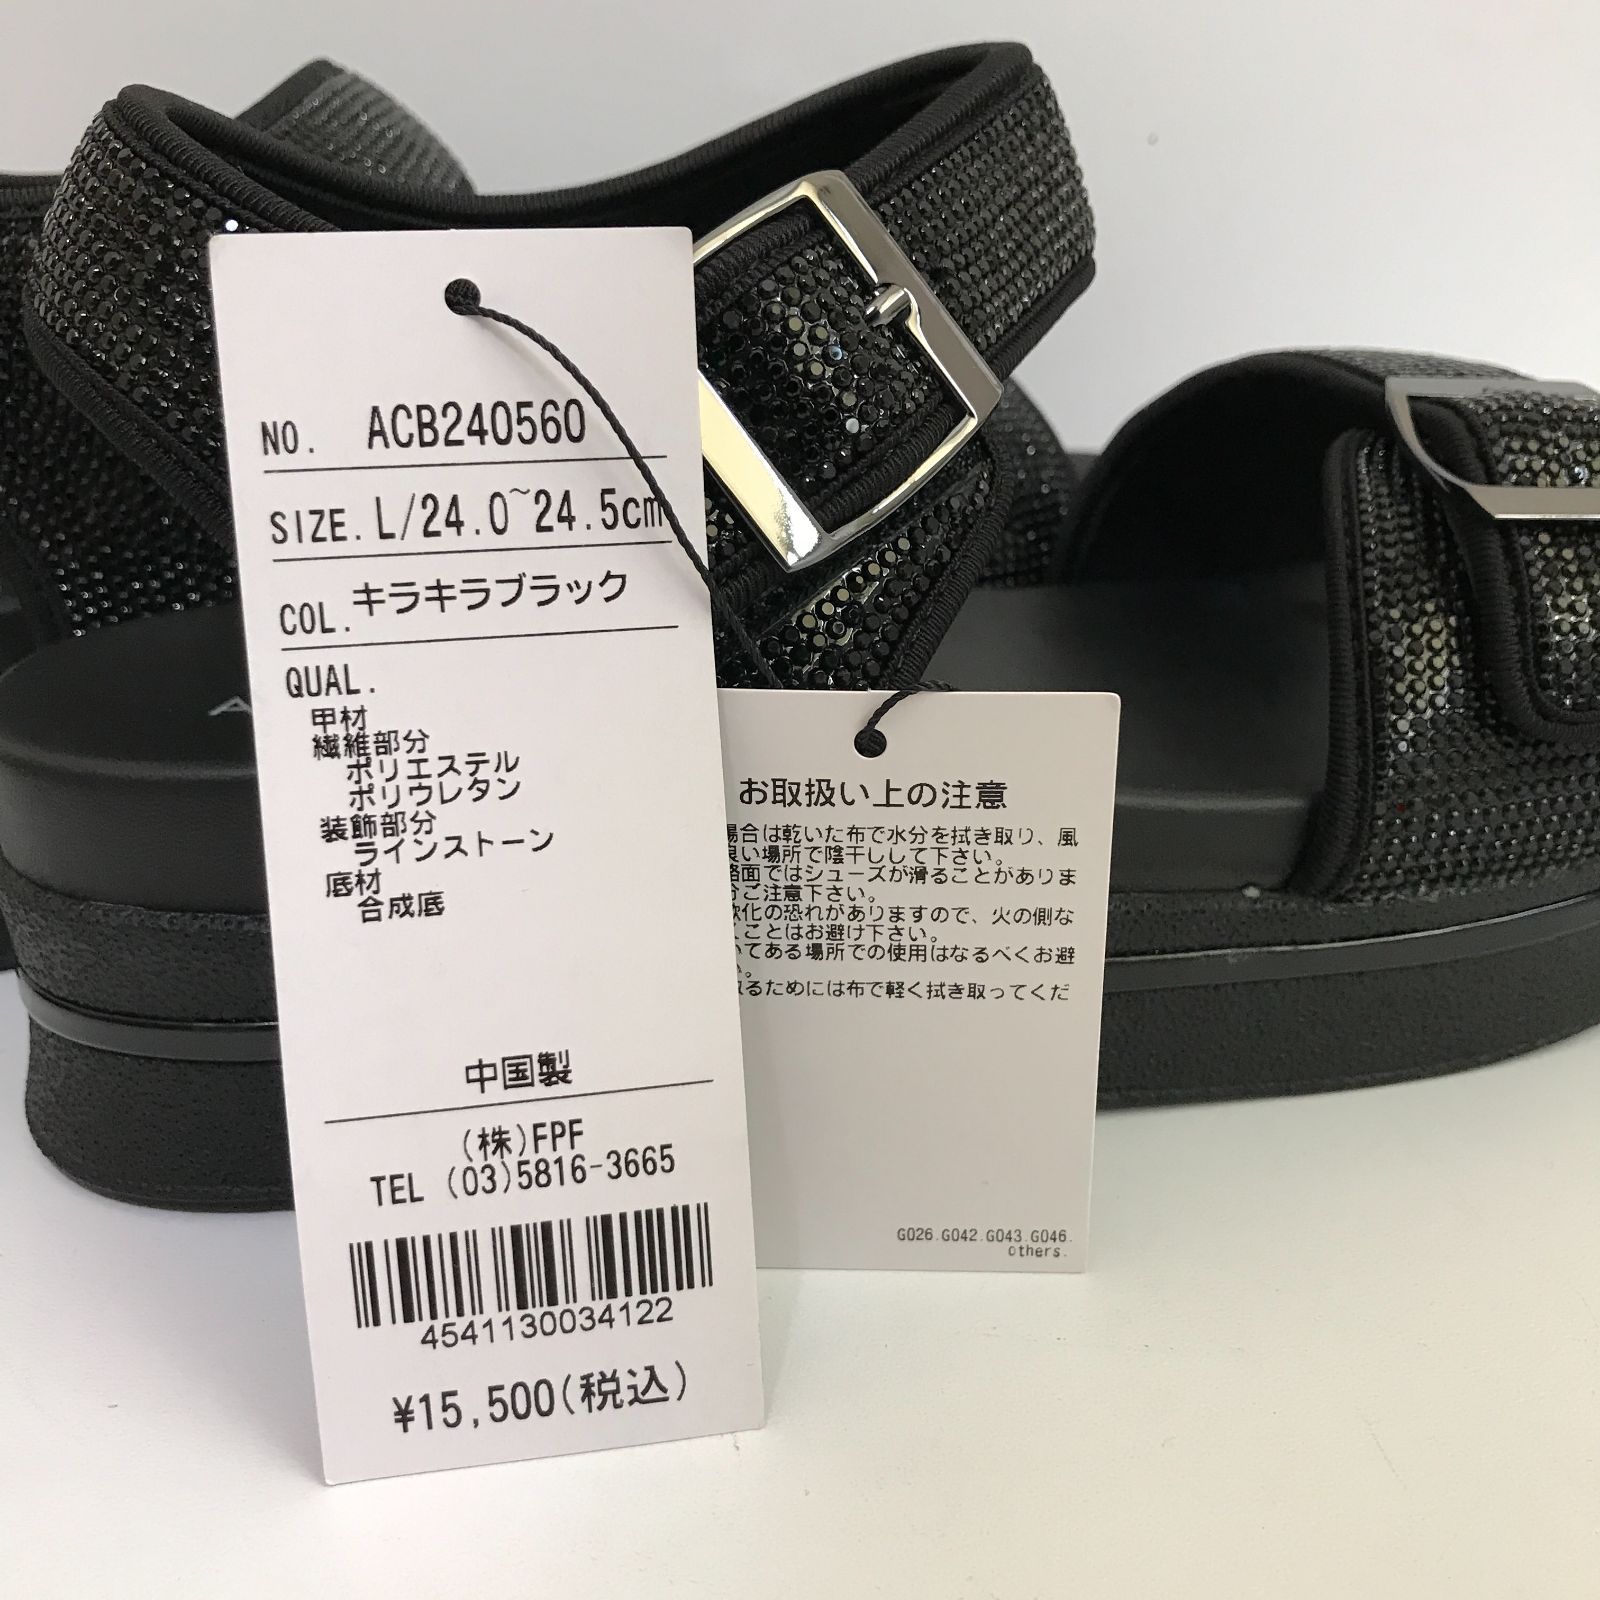 NO. ACB240560
SIZE. L/24.0~24.5cm
COL. キラキラブラック
QUAL.
甲材
繊維部分
ポリエステル
ポリウレタン
装飾部分
ラインストーン
底材
合成底
中国製
(株)FPF
TEL (03)5816-3665
4541130034122
¥15,500(税込)
お取扱い上の注意
場合は乾いた布で水分を拭き取り、風
良い場所で陰干しして下さい。
路面ではシューズが滑ることがありま
ご注意下さい。
軟化の恐れがありますので、火の側な
ことはお避け下さい。
てある場所での使用はなるべくお避
るためには布で軽く拭き取ってくだ
G026.G042.G043.G046.
others.